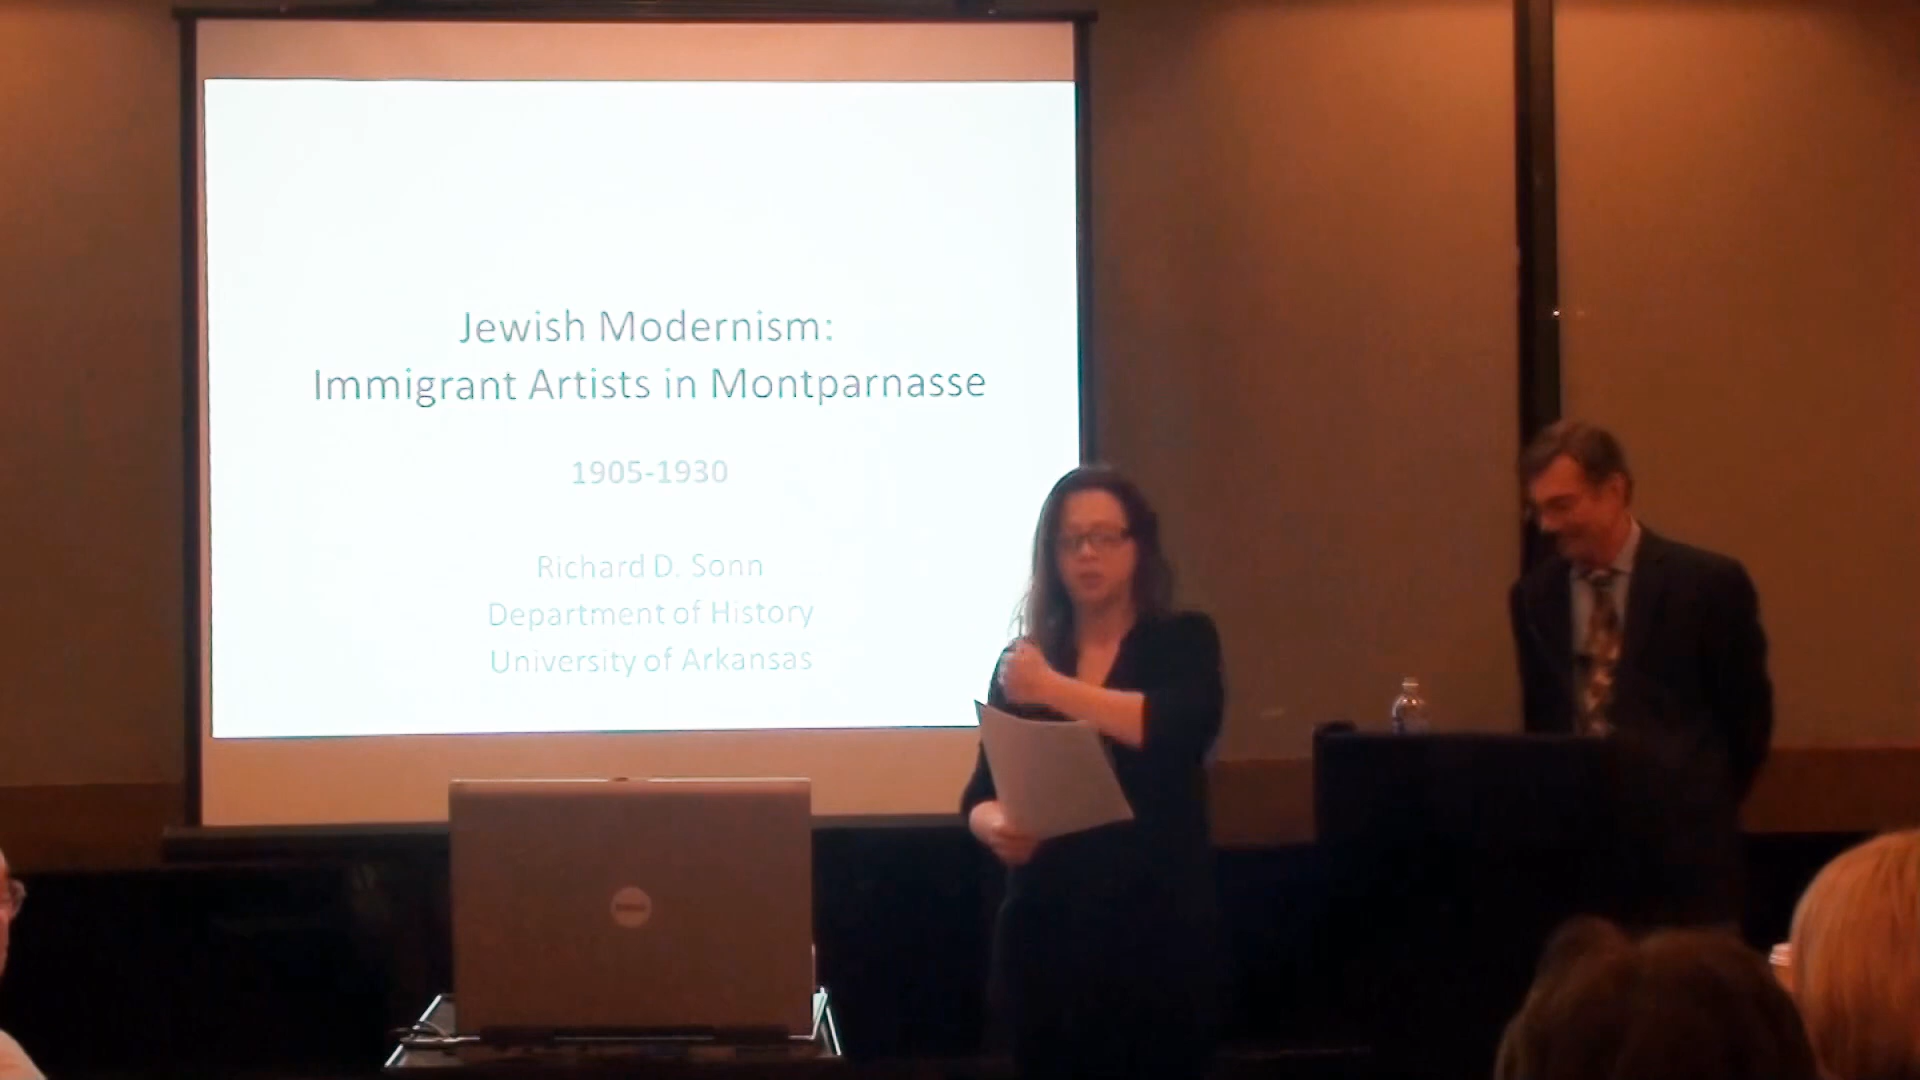 Jewish Modernism:
Immigrant Artists in Montparnasse
1905-1930
Richard D. Sonn
Department of History
University of Arkansas